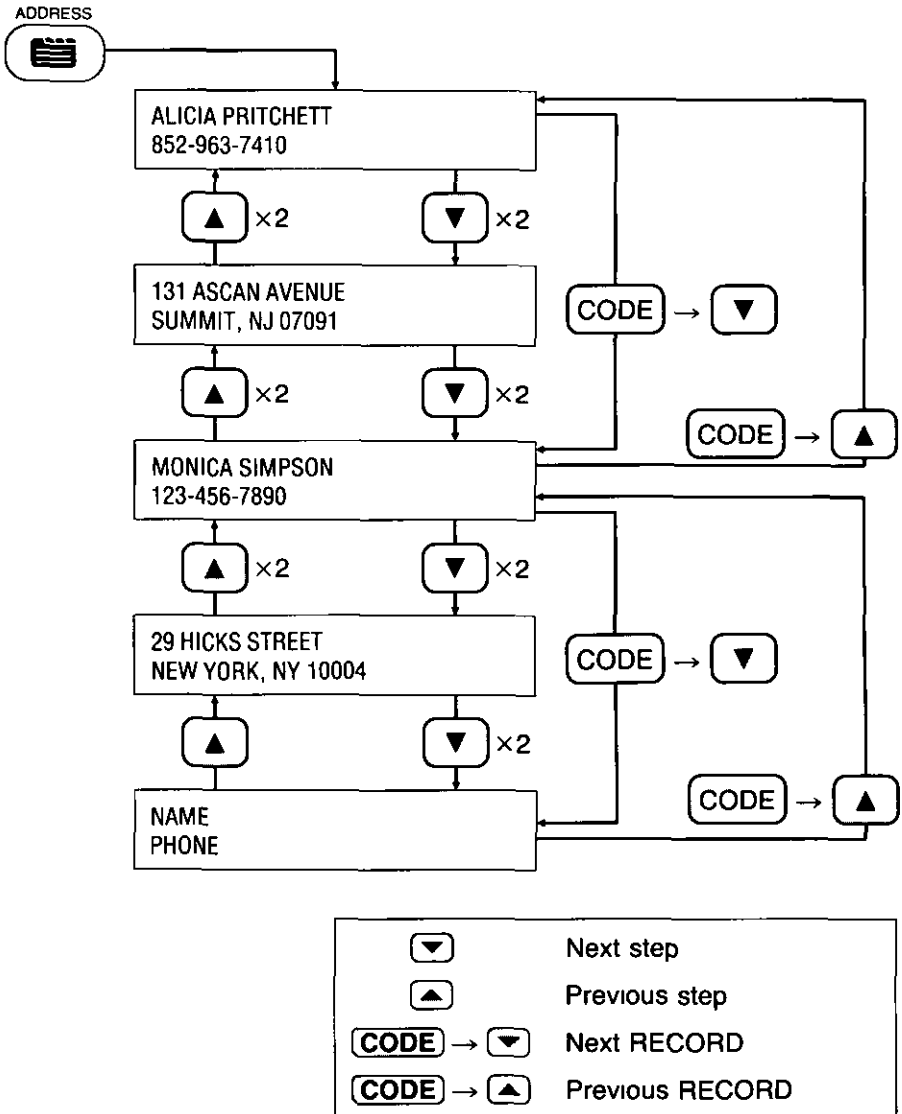 ADDRESS
ALICIA PRITCHETT
852-963-7410
▲ ×2 ▼ ×2
131 ASCAN AVENUE
SUMMIT, NJ 07091
CODE → ▼
▲ ×2 ▼ ×2
CODE → ▲
MONICA SIMPSON
123-456-7890
▲ ×2 ▼ ×2
29 HICKS STREET
NEW YORK, NY 10004
CODE → ▼
▲ ▼ ×2
CODE → ▲
NAME
PHONE
▼ Next step
▲ Previous step
CODE → ▼ Next RECORD
CODE → ▲ Previous RECORD